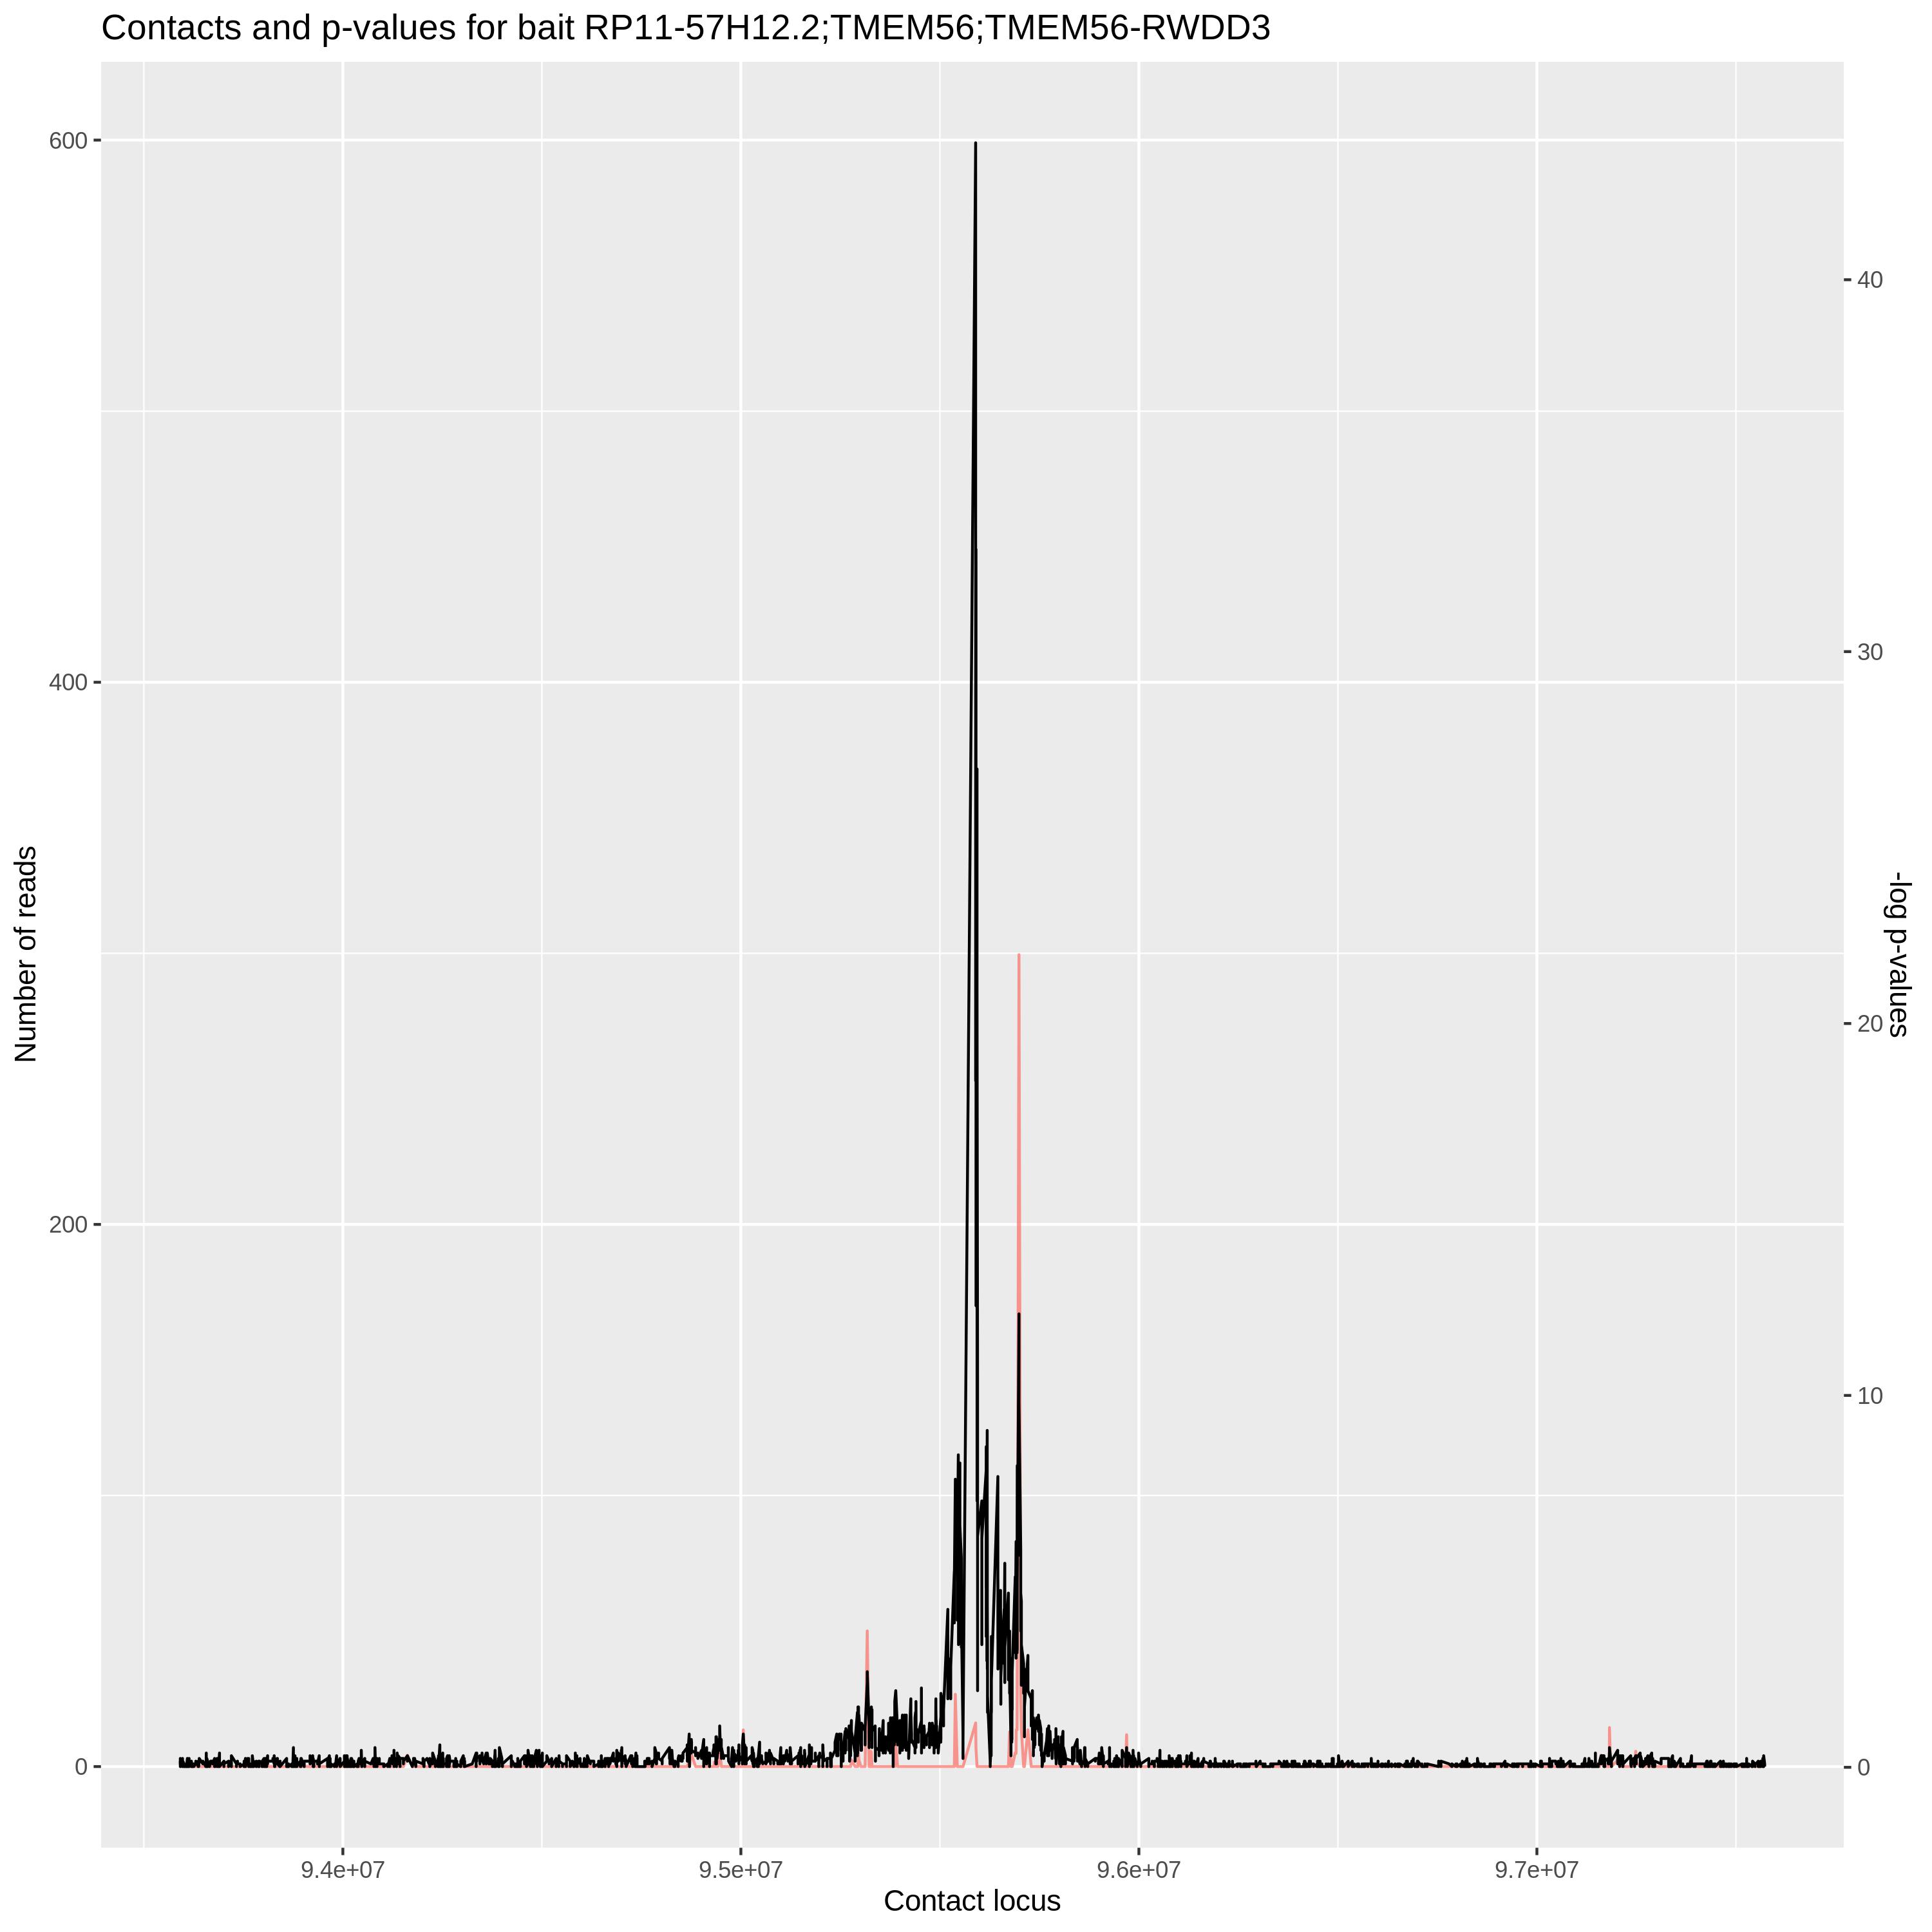 Contacts and p-values for bait RP11-57H12.2;TMEM56;TMEM56-RWDD3
600
400
200
0
Number of reads
40
30
20
10
0
-log p-values
9.4e+07
9.5e+07
9.6e+07
9.7e+07
Contact locus